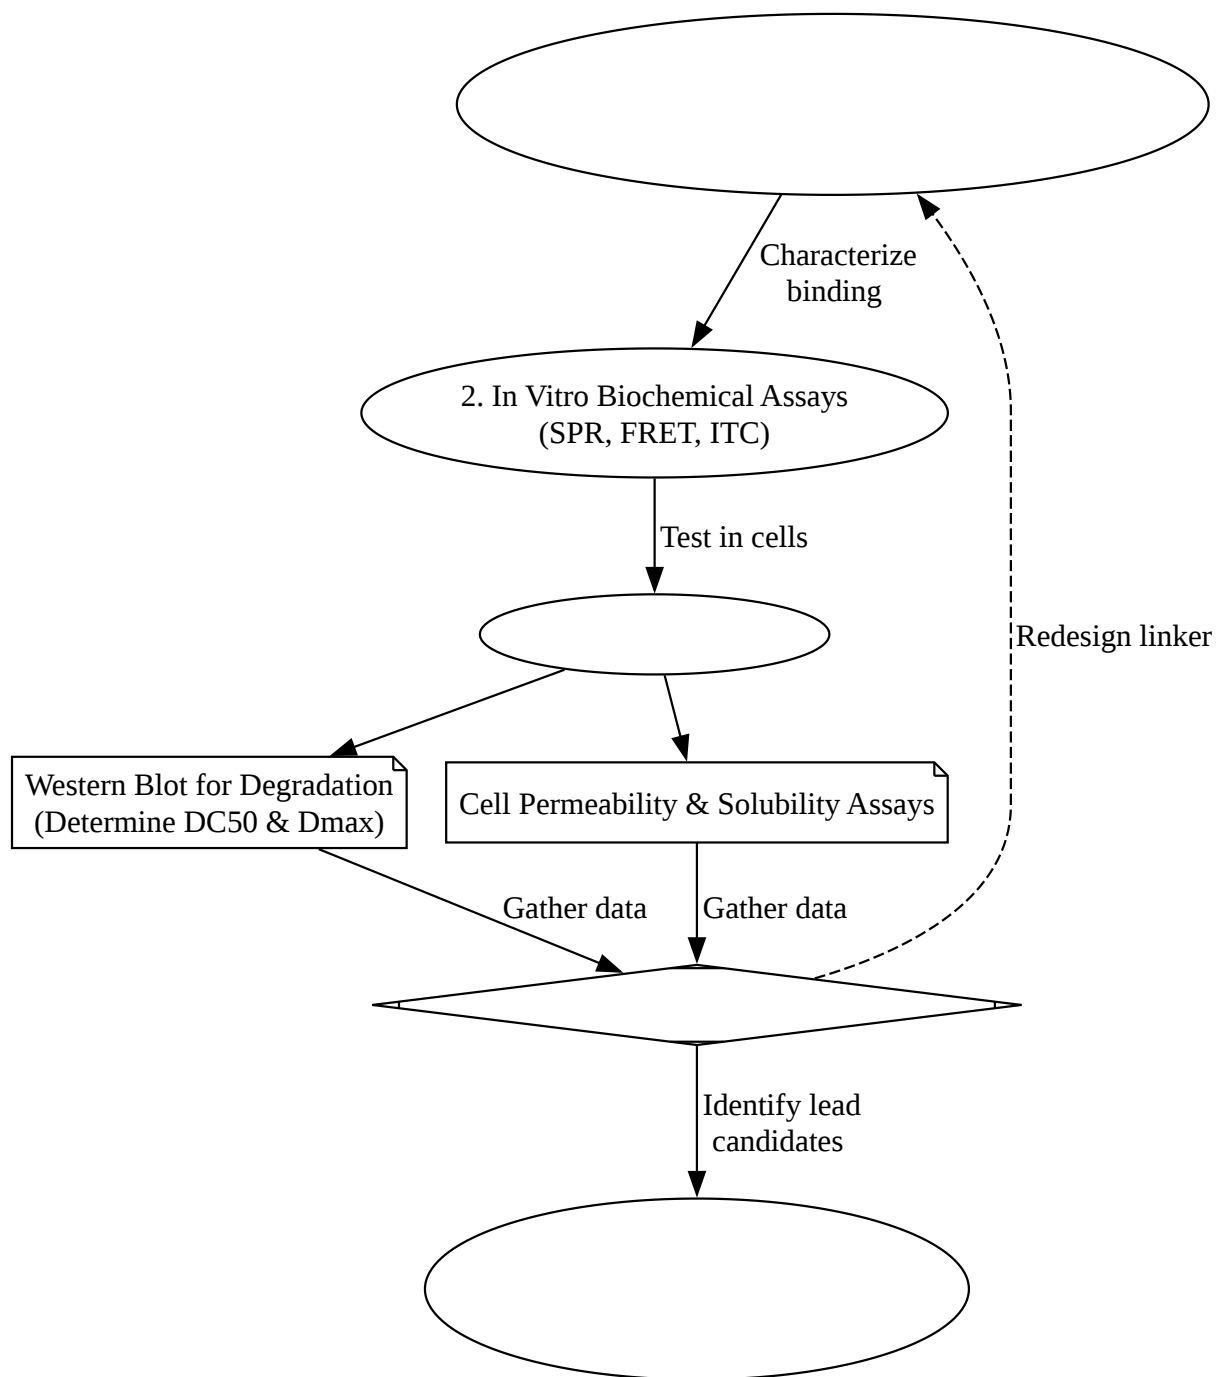 Characterize
binding
2. In Vitro Biochemical Assays
(SPR, FRET, ITC)
Test in cells
Redesign linker
Western Blot for Degradation
(Determine DC50 & Dmax)
Cell Permeability & Solubility Assays
Gather data
Gather data
Identify lead
candidates